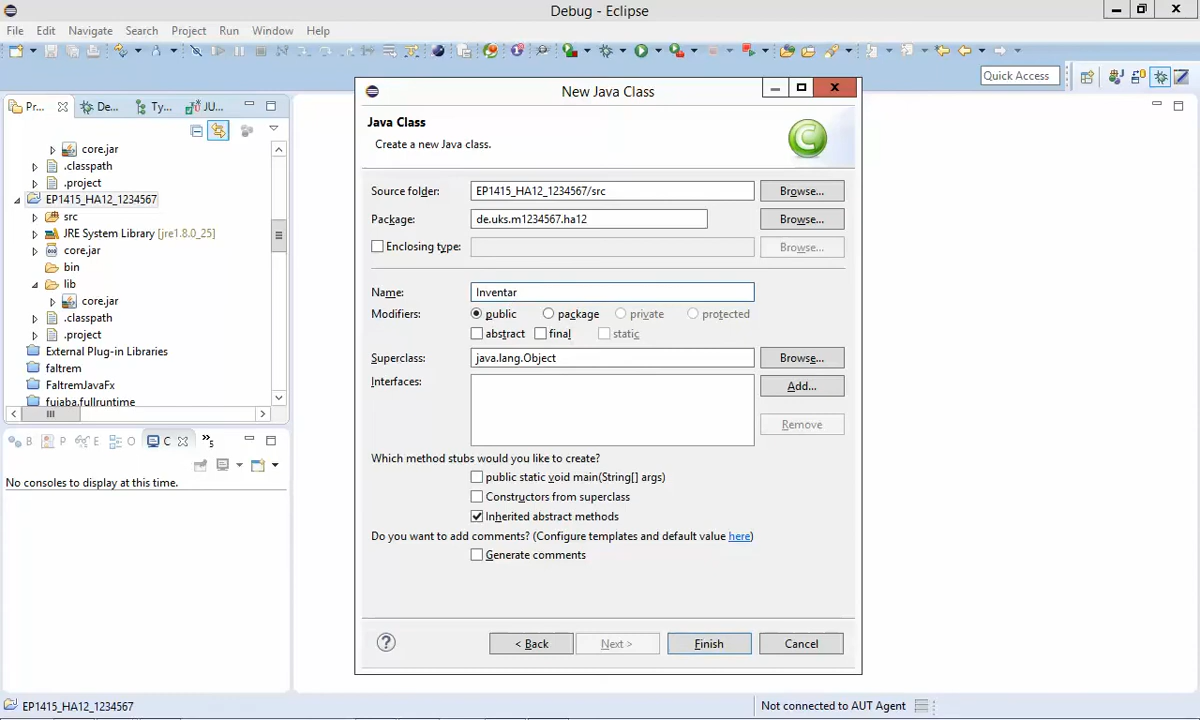 Debug - Eclipse
File Edit Navigate Search Project Run Window Help
Quick Access
Pr... De... Ty... JU...
core.jar
.classpath
.project
EP1415_HA12_1234567
src
JRE System Library [jre1.8.0_25]
core.jar
bin
lib
core.jar
.classpath
.project
External Plug-in Libraries
faltrem
FaltremJavaFx
fujaba.fullruntime
B P E O C »5
No consoles to display at this time.
New Java Class
Java Class
Create a new Java class.
Source folder: EP1415_HA12_1234567/src Browse...
Package: de.uks.m1234567.ha12 Browse...
Enclosing type: Browse...
Name: Inventar
Modifiers: public package private protected
abstract final static
Superclass: java.lang.Object Browse...
Interfaces: Add...
Remove
Which method stubs would you like to create?
public static void main(String[] args)
Constructors from superclass
Inherited abstract methods
Do you want to add comments? (Configure templates and default value here)
Generate comments
? < Back Next > Finish Cancel
EP1415_HA12_1234567 Not connected to AUT Agent